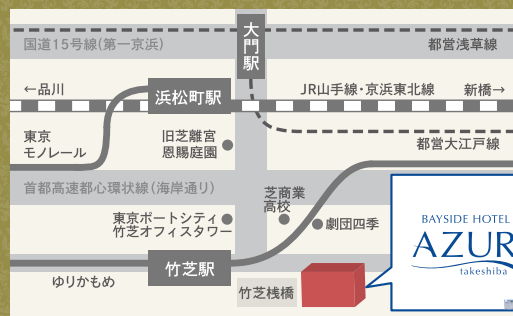 国道15号線(第一京浜)
大門駅
都営浅草線
←品川
浜松町駅
JR山手線・京浜東北線
新橋→
東京
モノレール
旧芝離宮
恩賜庭園
都営大江戸線
首都高速都心環状線(海岸通り)
芝商業
高校
東京ポートシティ
竹芝オフィスタワー
劇団四季
BAYSIDE HOTEL
AZUR
takeshiba
竹芝駅
ゆりかもめ
竹芝桟橋